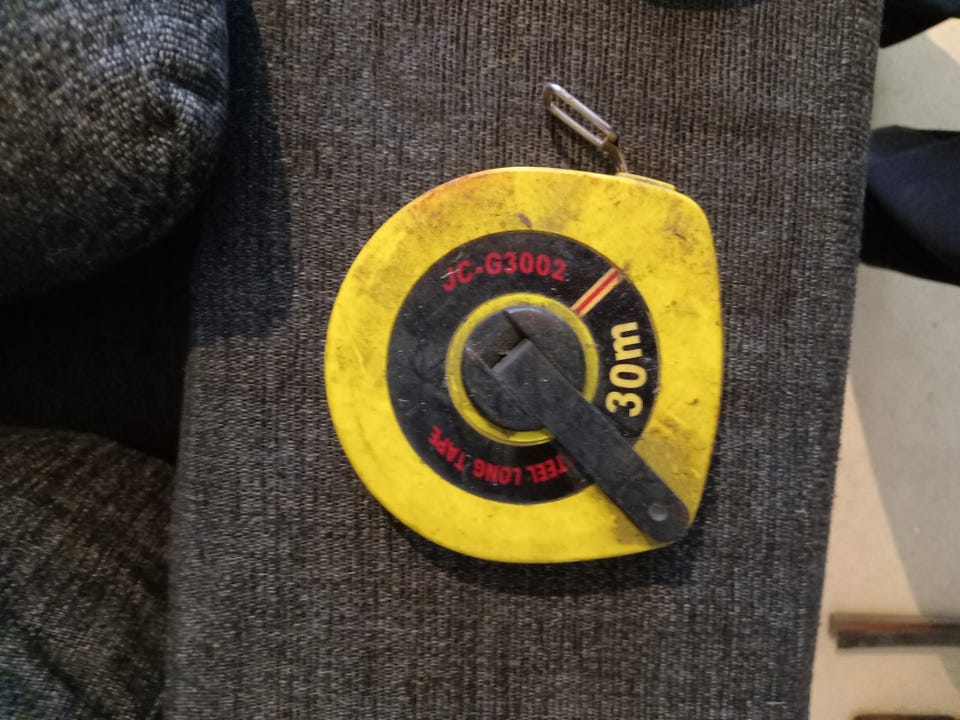 JC-G3002
30m
TEEL LONG TAPE